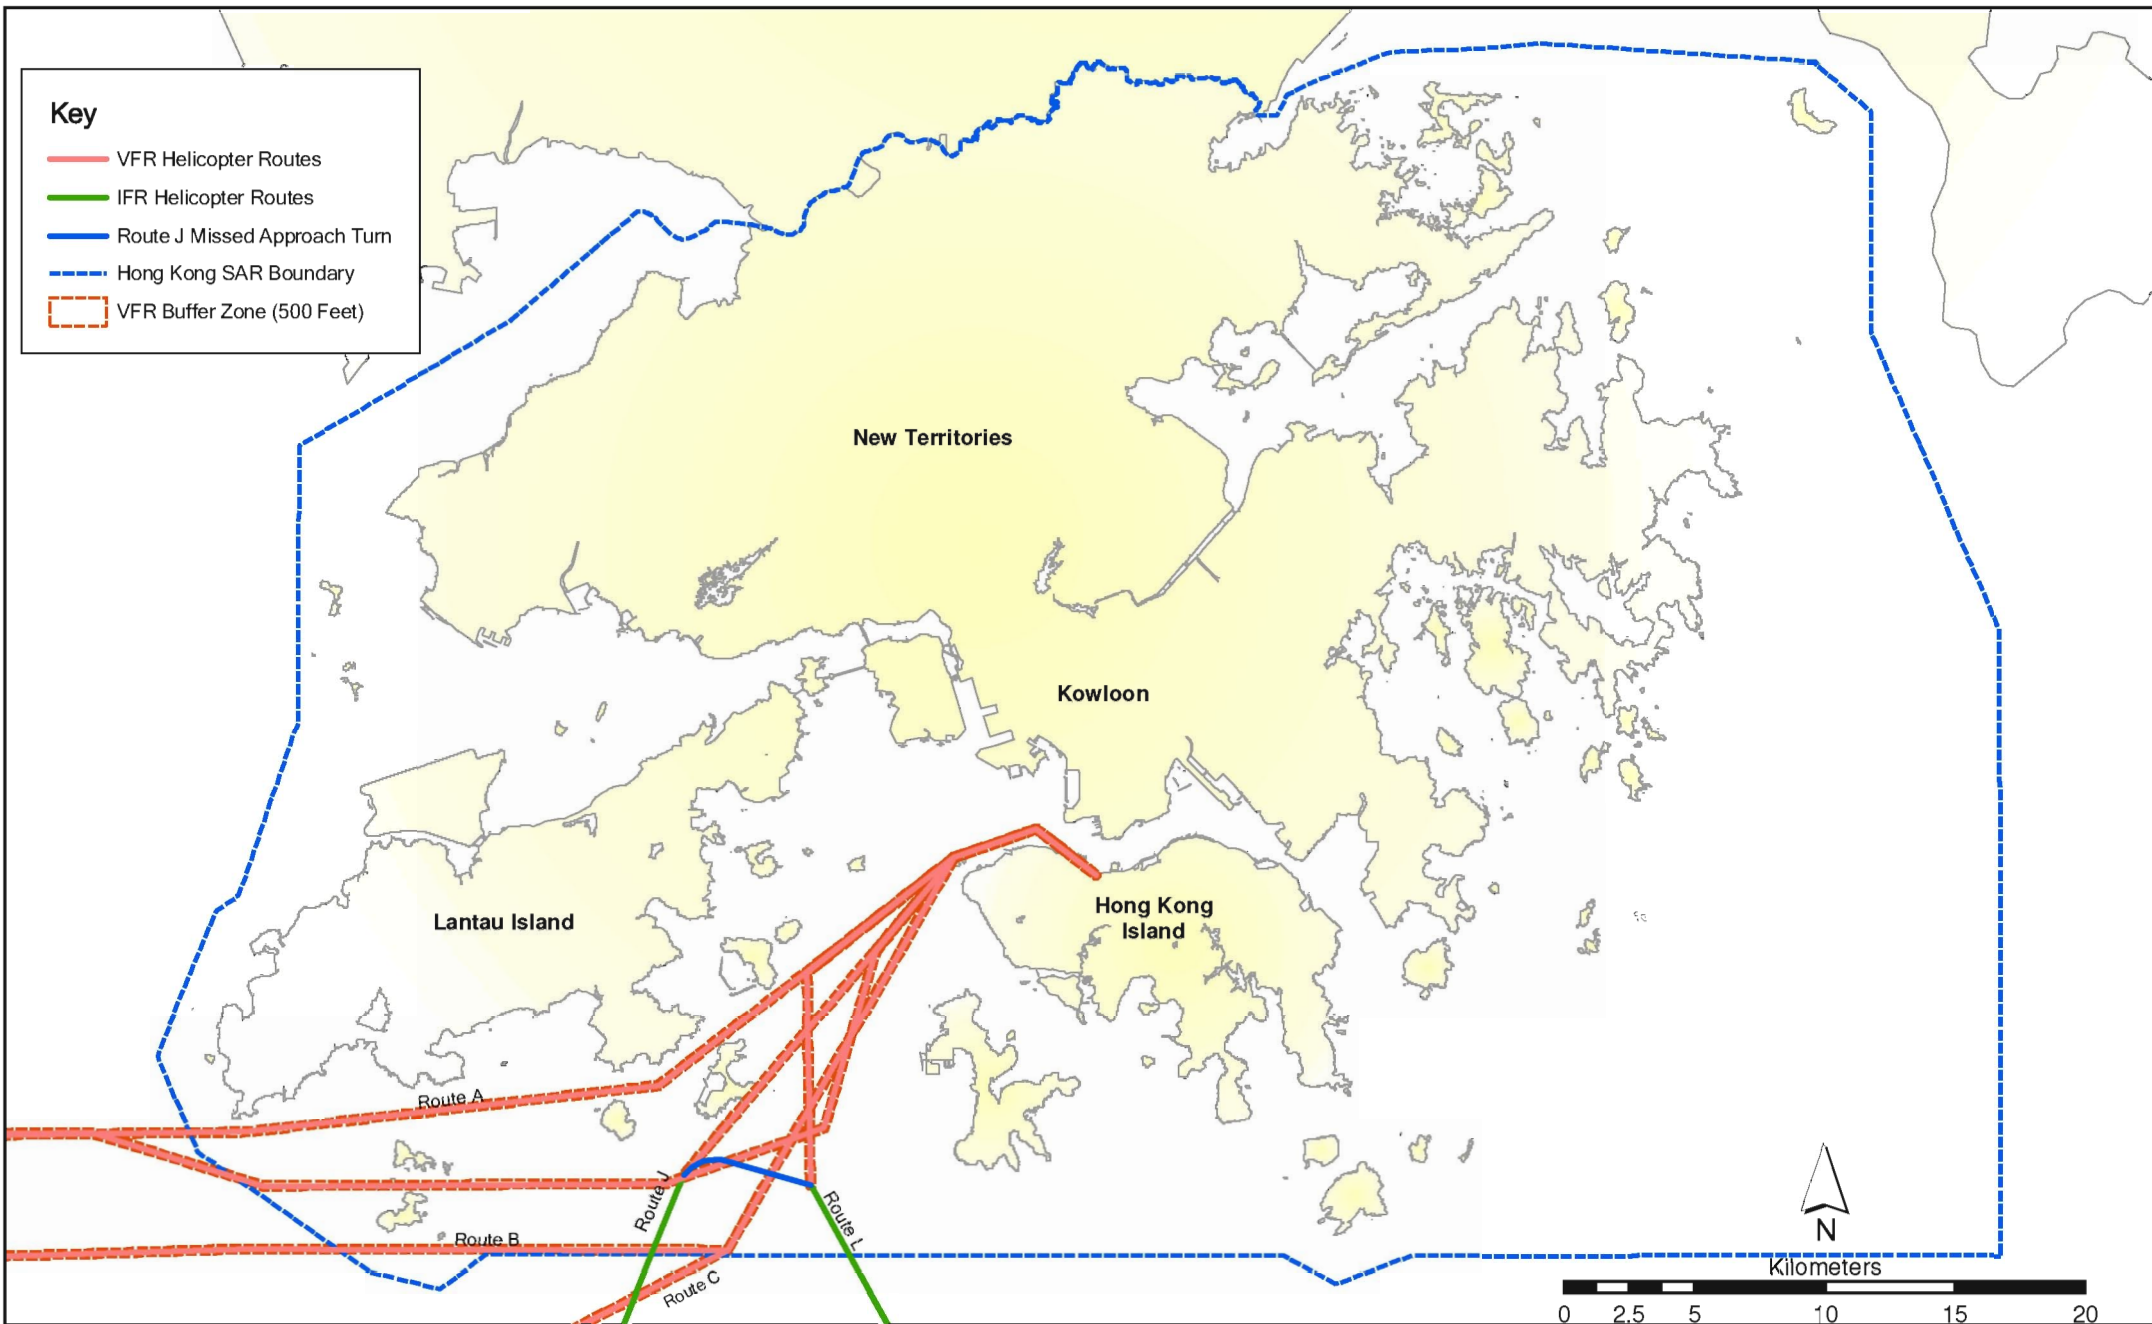 Key
VFR Helicopter Routes
IFR Helicopter Routes
Route J Missed Approach Turn
Hong Kong SAR Boundary
VFR Buffer Zone (500 Feet)
New Territories
Kowloon
Lantau Island
Hong Kong
Island
Route A
Route J
Route L
Route B
Route C
N
Kilometers
0 2.5 5 10 15 20